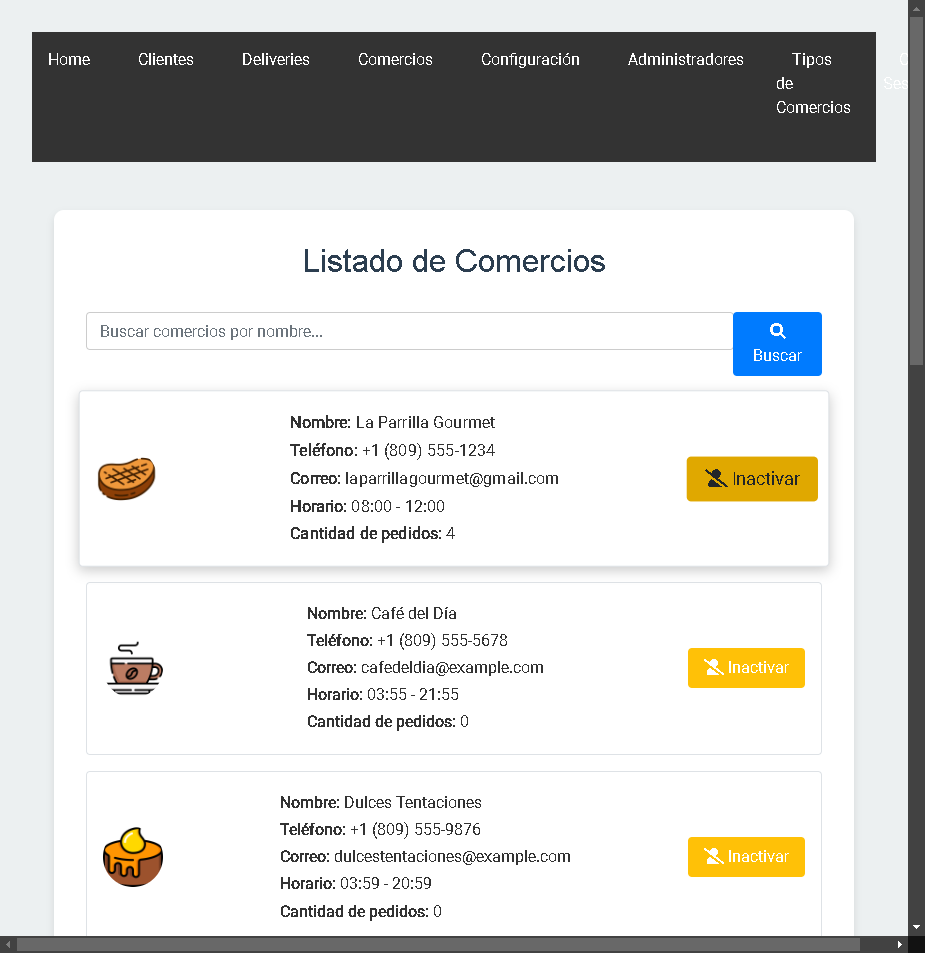 Home Clientes Deliveries Comercios Configuración Administradores Tipos
de
Comercios
Listado de Comercios
Buscar comercios por nombre...
Buscar
Nombre: La Parrilla Gourmet
Teléfono: +1 (809) 555-1234
Correo: laparrillagourmet@gmail.com
Horario: 08:00 - 12:00
Cantidad de pedidos: 4
Inactivar
Nombre: Café del Día
Teléfono: +1 (809) 555-5678
Correo: cafedeldia@example.com
Horario: 03:55 - 21:55
Cantidad de pedidos: 0
Inactivar
Nombre: Dulces Tentaciones
Teléfono: +1 (809) 555-9876
Correo: dulcestentaciones@example.com
Horario: 03:59 - 20:59
Cantidad de pedidos: 0
Inactivar